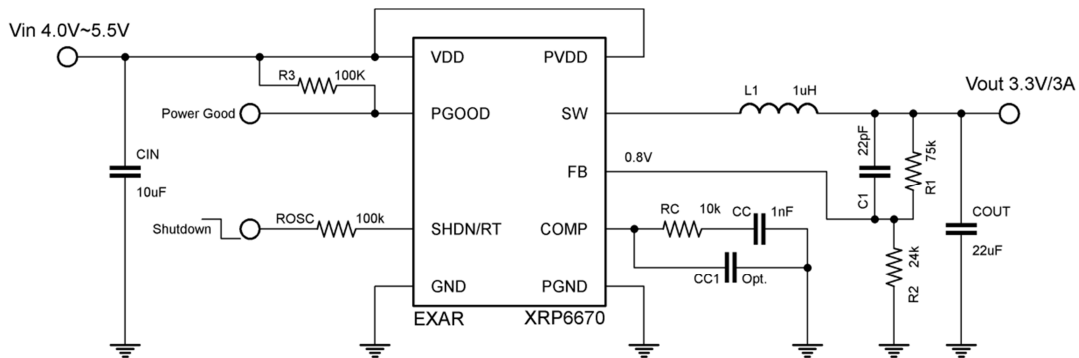 Vin 4.0V~5.5V
R3
100K
Power Good
CIN
10uF
Shutdown
ROSC
100k
VDD
PVDD
PGOOD
SW
FB
SHDN/RT
COMP
GND
PGND
EXAR
XRP6670
L1
1uH
Vout 3.3V/3A
0.8V
22pF
C1
75k
R1
RC
10k
CC
1nF
CC1
Opt.
24k
R2
COUT
22uF